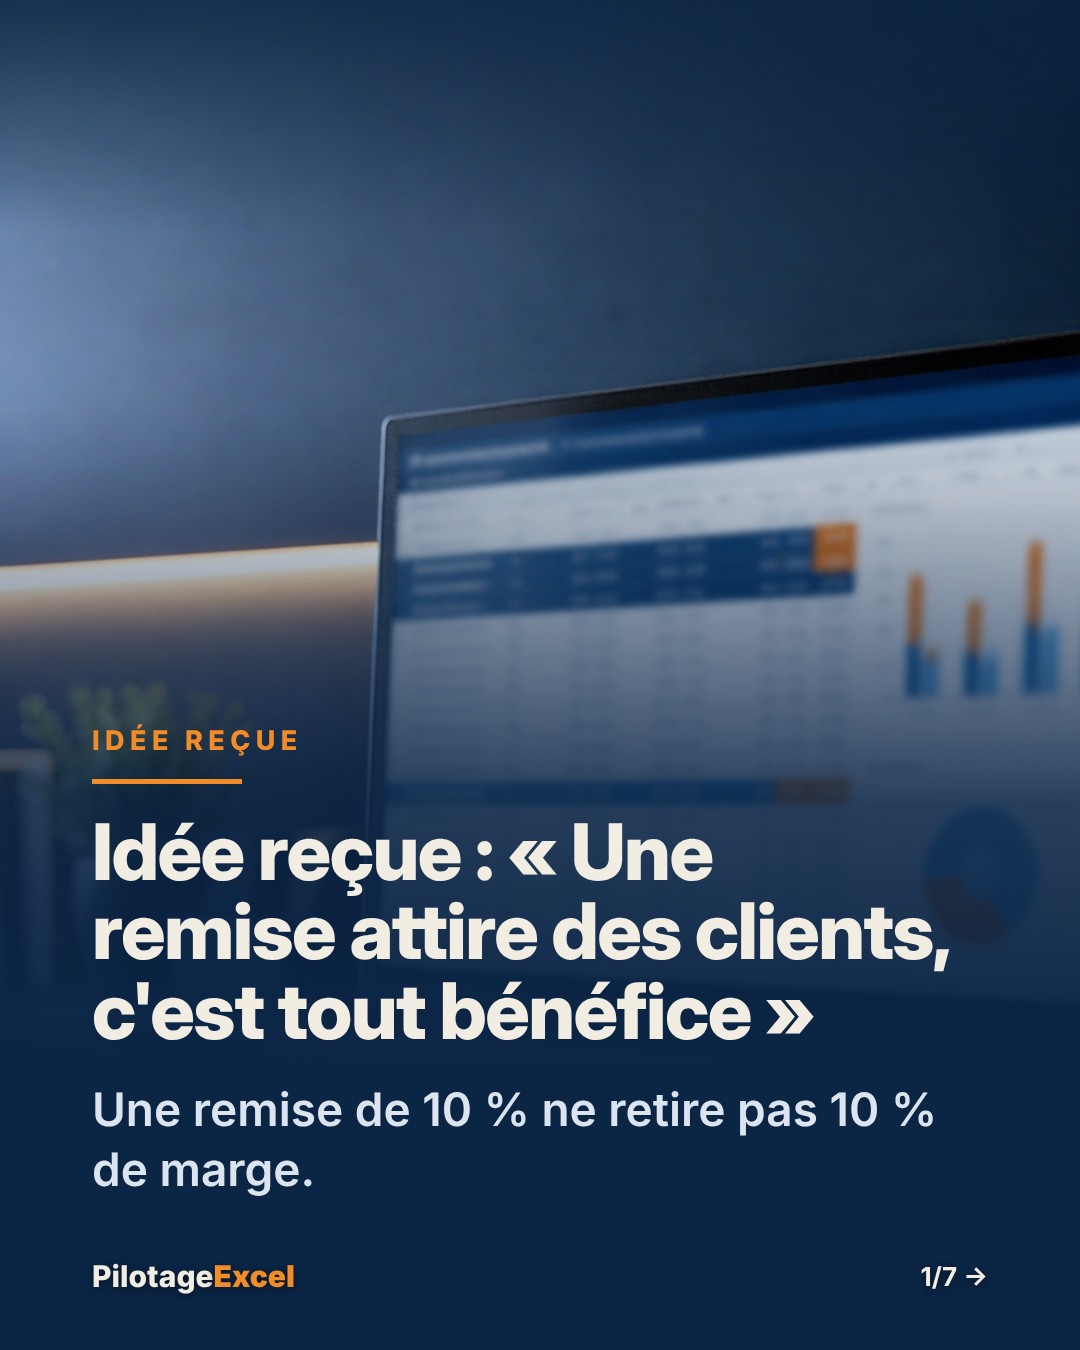 IDÉE REÇUE
Idée reçue : « Une
remise attire des clients,
c'est tout bénéfice »
Une remise de 10 % ne retire pas 10 %
de marge.
PilotageExcel
1/7 →